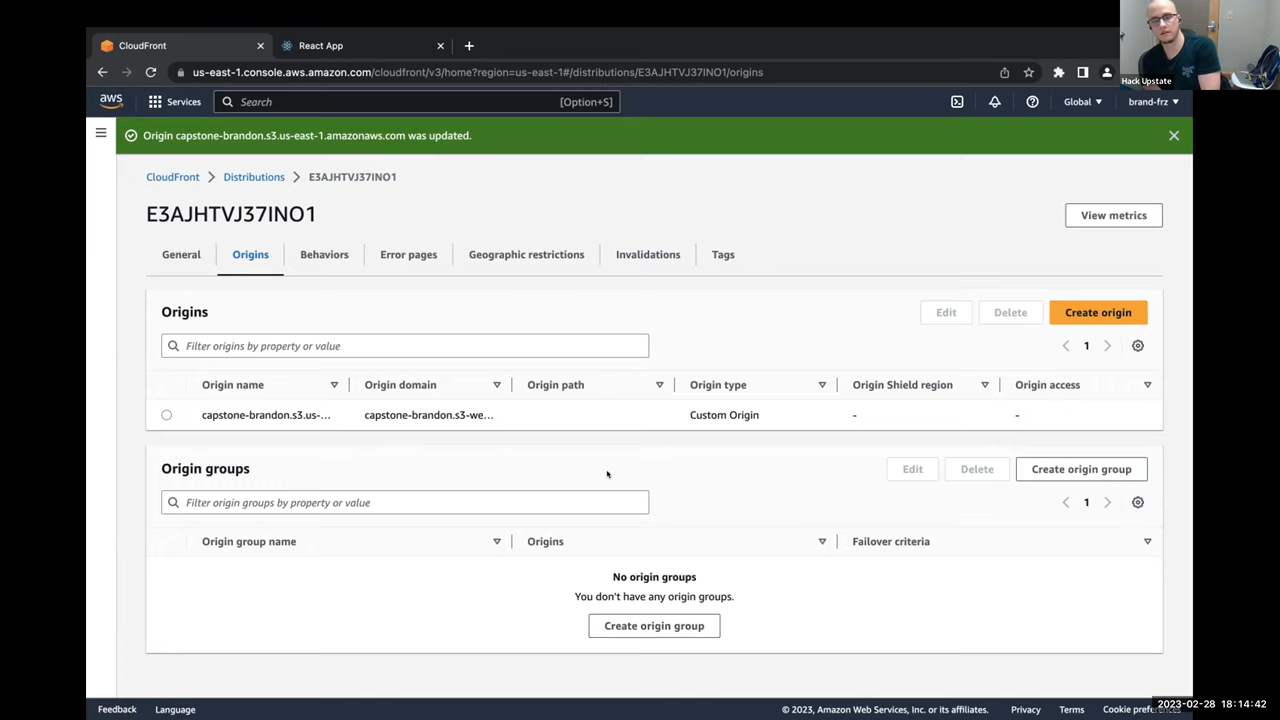 CloudFront
React App
us-east-1.console.aws.amazon.com/cloudfront/v3/home?region=us-east-1#/distributions/E3AJHTVJ37INO1/origins
Hack Upstate
aws Services Search [Option+S] Global brand-frz
Origin capstone-brandon.s3.us-east-1.amazonaws.com was updated.
CloudFront > Distributions > E3AJHTVJ37INO1
E3AJHTVJ37INO1
View metrics
General Origins Behaviors Error pages Geographic restrictions Invalidations Tags
Origins
Edit Delete Create origin
Filter origins by property or value
1
Origin name Origin domain Origin path Origin type Origin Shield region Origin access
capstone-brandon.s3.us-... capstone-brandon.s3-we... Custom Origin - -
Origin groups
Edit Delete Create origin group
Filter origin groups by property or value
1
Origin group name Origins Failover criteria
No origin groups
You don't have any origin groups.
Create origin group
Feedback Language © 2023, Amazon Web Services, Inc. or its affiliates. Privacy Terms Cookie
2023-02-28 18:14:42